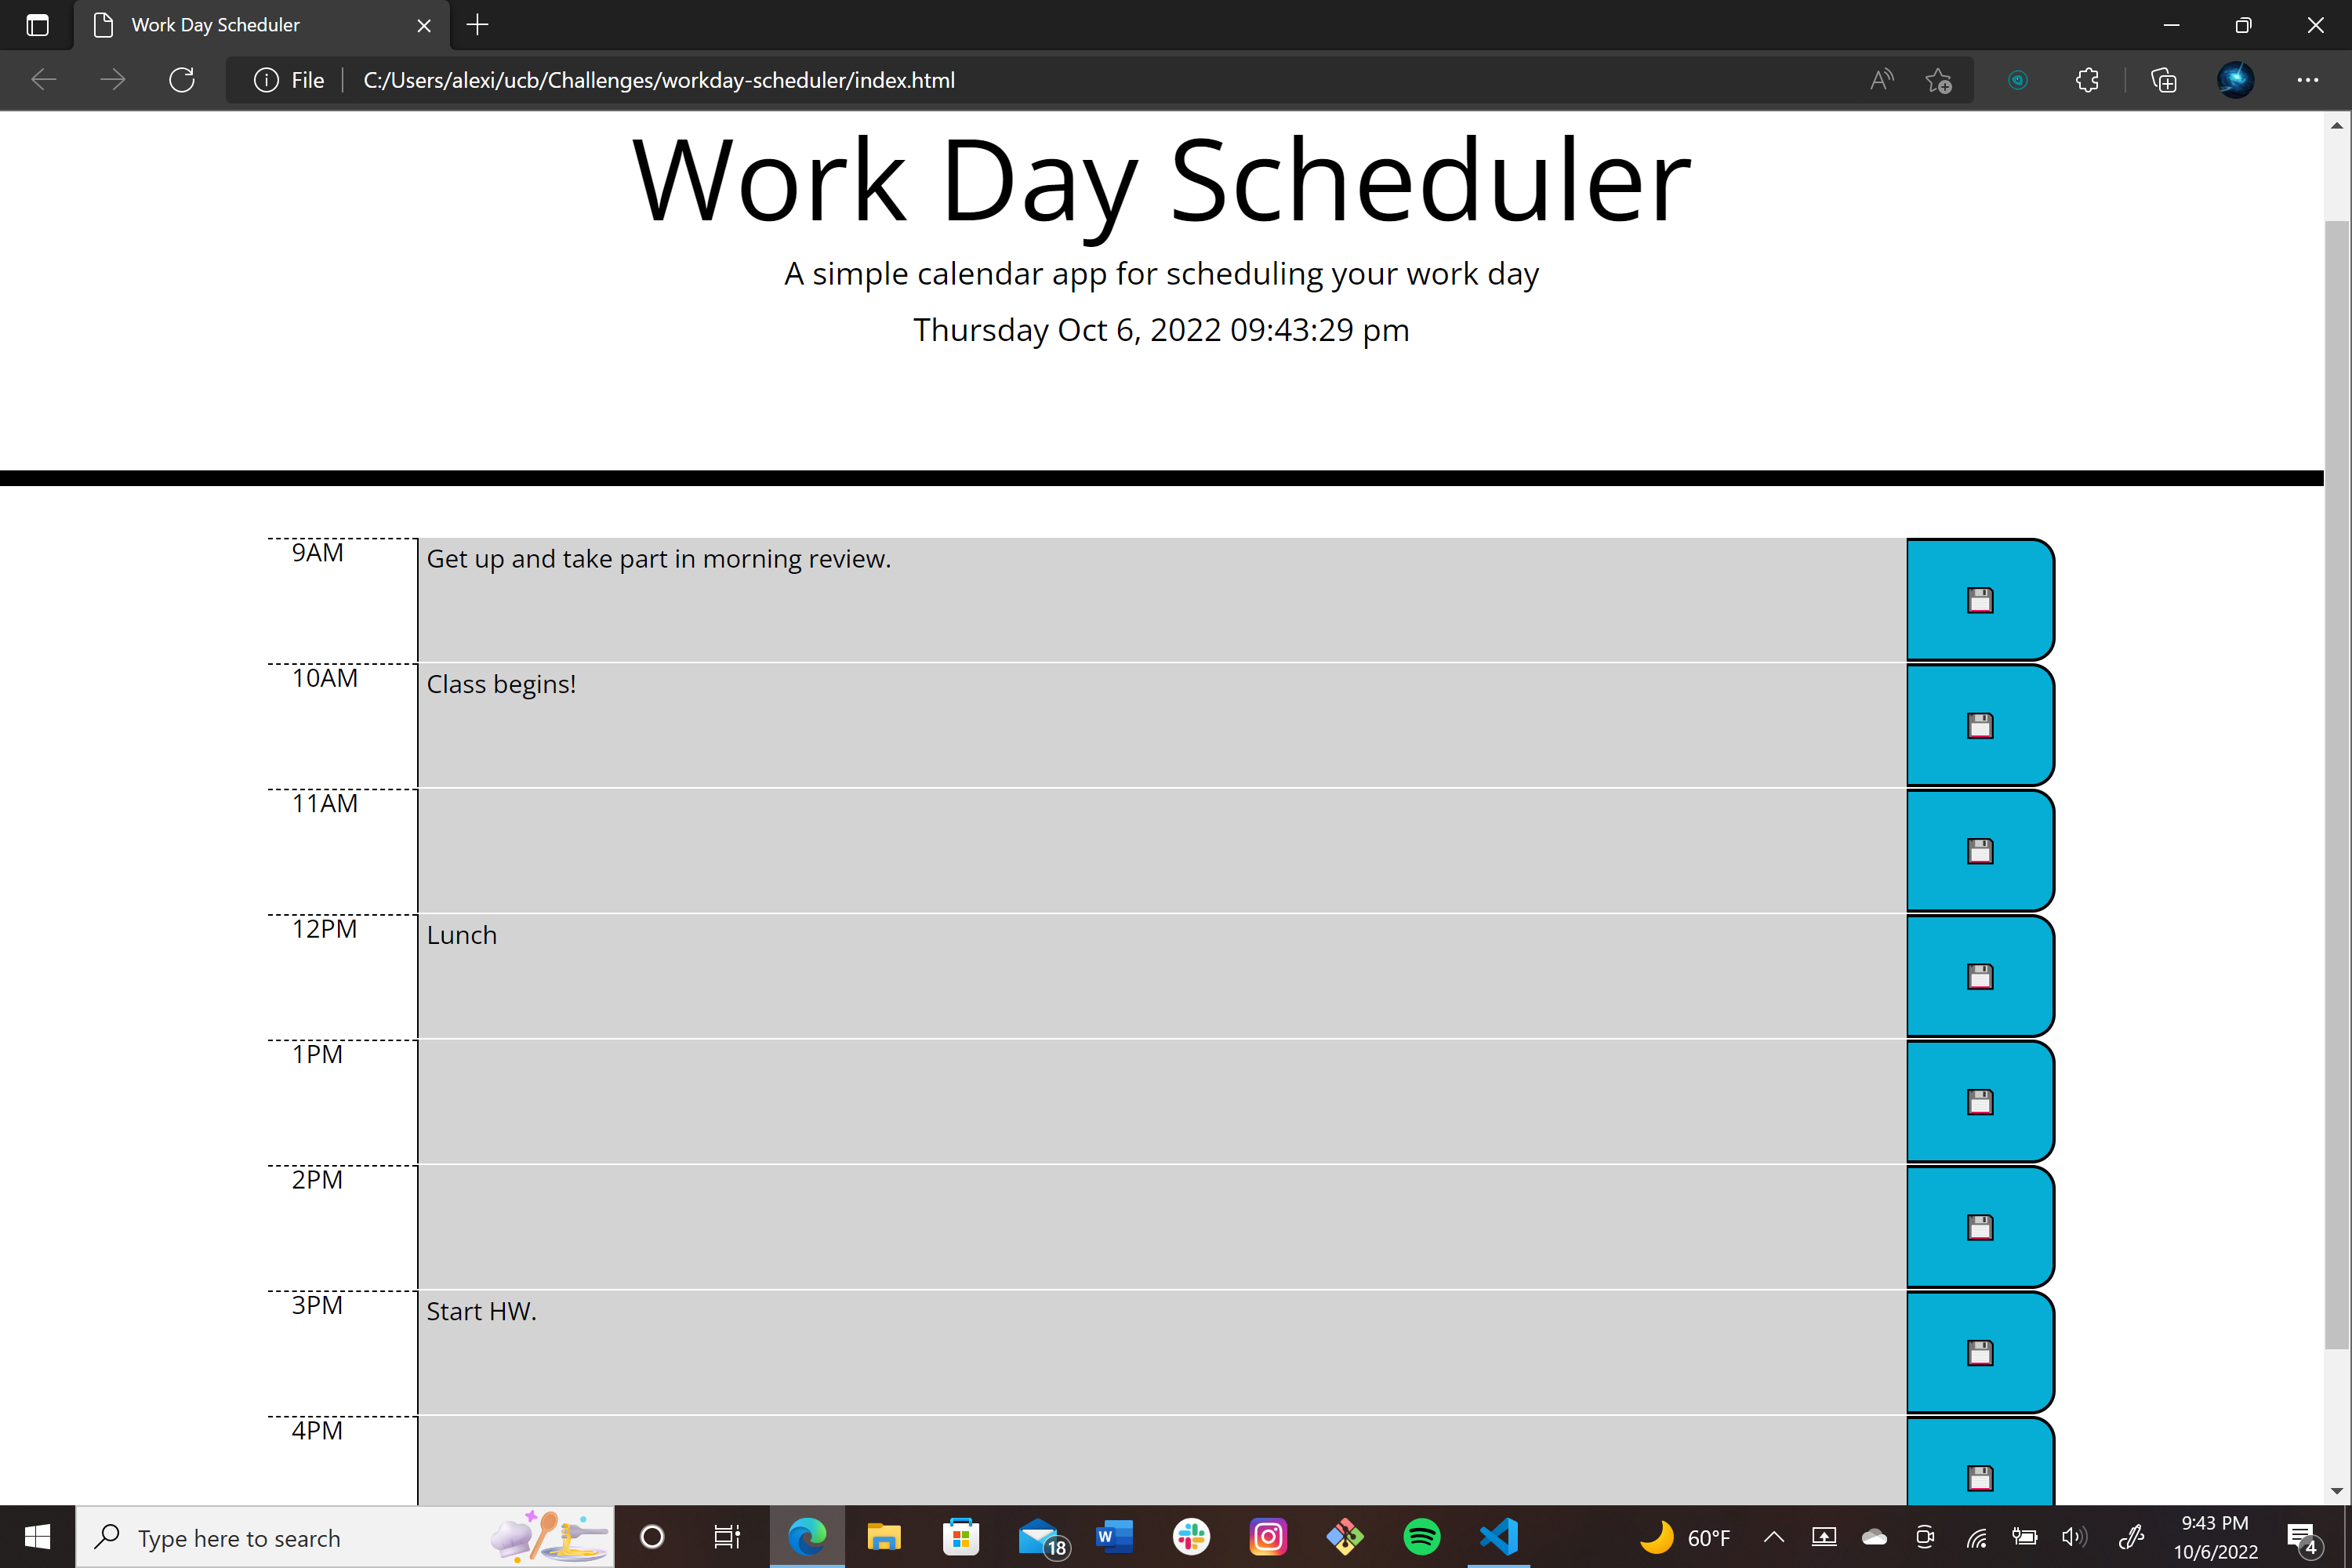 Work Day Scheduler
File C:/Users/alexi/ucb/Challenges/workday-scheduler/index.html
Work Day Scheduler
A simple calendar app for scheduling your work day
Thursday Oct 6, 2022 09:43:29 pm
9AM Get up and take part in morning review.
10AM Class begins!
11AM
12PM Lunch
1PM
2PM
3PM Start HW.
4PM
Type here to search
18
W
60°F
9:43 PM
10/6/2022
4